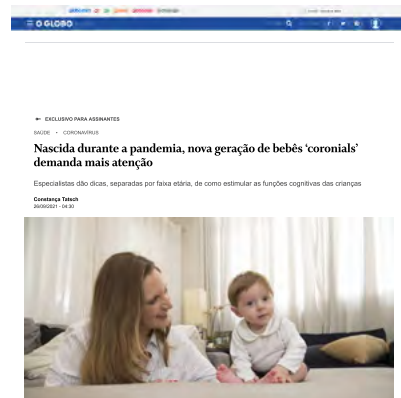 O GLOBO
EXCLUSIVO PARA ASSINANTES
SAÚDE • CORONAVÍRUS
Nascida durante a pandemia, nova geração de bebês ‘coronials’
demanda mais atenção
Especialistas dão dicas, separadas por faixa etária, de como estimular as funções cognitivas das crianças
Constança Tatsch
26/09/2021 - 04:30